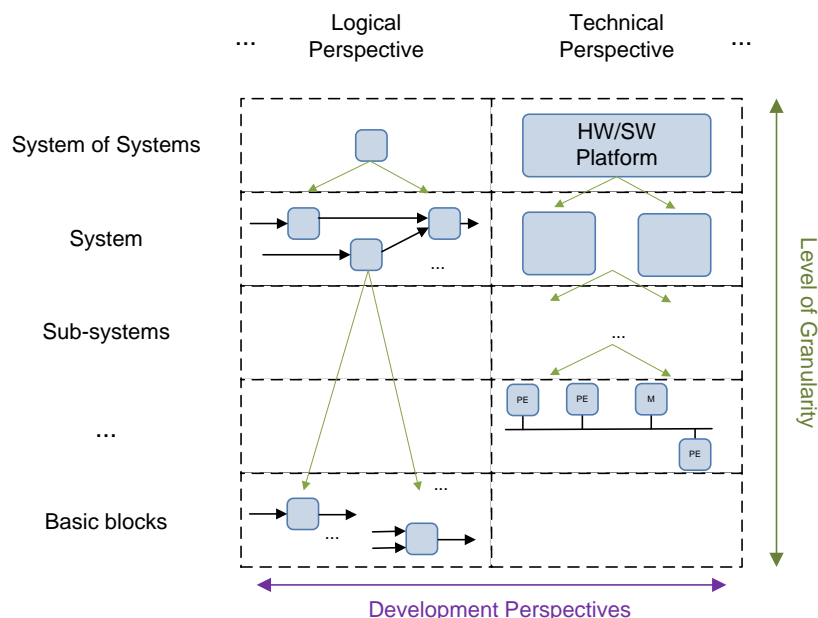 ...
Logical
Perspective
Technical
Perspective
...
System of Systems
HW/SW
Platform
System
...
Sub-systems
...
...
PE
PE
M
PE
Basic blocks
...
...
Level of Granularity
Development Perspectives